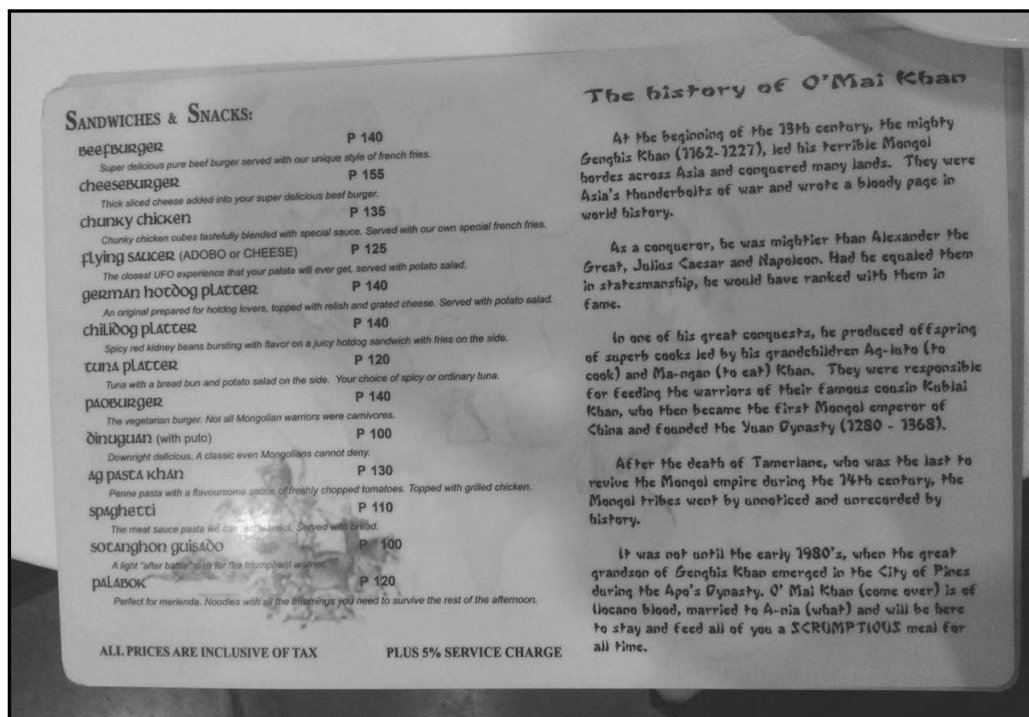 SANDWICHES & SNACKS:
BEEFBURGER P 140
Super delicious pure beef burger served with our unique style of french fries.
CHEESEBURGER P 155
Thick sliced cheese added into your super delicious beef burger.
CHUNKY CHICKEN P 135
Chunky chicken cubes tastefully blended with special sauce. Served with our own special french fries.
FLYING SAUCER (ADOBO or CHEESE) P 125
The closest UFO experience that your palate will ever get, served with potato salad.
GERMAN HOTDOG PLATTER P 140
An original prepared for hotdog lovers, topped with relish and grated cheese. Served with potato salad.
CHILIDOG PLATTER P 140
Spicy red kidney beans bursting with flavor on a juicy hotdog sandwich with fries on the side.
TUNA PLATTER P 120
Tuna with a bread bun and potato salad on the side. Your choice of spicy or ordinary tuna.
PAOBURGER P 140
The vegetarian burger. Not all Mongolian warriors were carnivores.
DINUGUAN (with puto) P 100
Downright delicious. A classic even Mongolians cannot deny.
AG PASTA KHAN P 130
Penne pasta with a flavoursome sauce of freshly chopped tomatoes. Topped with grilled chicken.
SPAGHETTI P 110
The meat sauce pasta we can Served with bread.
SOTANGHON GUISADO P 100
A light "after battle" dish for the triumphant warrior.
PALABOK P 120
Perfect for merienda. Noodles with all the trimmings you need to survive the rest of the afternoon.
ALL PRICES ARE INCLUSIVE OF TAX PLUS 5% SERVICE CHARGE
The history of O'Mai Khan
At the beginning of the 13th century, the mighty
Genghis Khan (1162-1227), led his terrible Mongol
hordes across Asia and conquered many lands. They were
Asia's thunderbolts of war and wrote a bloody page in
world history.
As a conqueror, he was mightier than Alexander the
Great, Julius Caesar and Napoleon. Had he equaled them
in statesmanship, he would have ranked with them in
fame.
In one of his great conquests, he produced offspring
of superb cooks led by his grandchildren Ag-luto (to
cook) and Ma-ngan (to eat) Khan. They were responsible
for feeding the warriors of their famous cousin Kublai
Khan, who then became the first Mongol emperor of
China and founded the Yuan Dynasty (1280 - 1368).
After the death of Tamerlane, who was the last to
revive the Mongol empire during the 14th century, the
Mongol tribes went by unnoticed and unrecorded by
history.
It was not until the early 1980's, when the great
grandson of Genghis Khan emerged in the City of Pines
during the Apo's Dynasty. O' Mai Khan (come over) is of
Ilocano blood, married to A-nia (what) and will be here
to stay and feed all of you a SCRUMPTIOUS meal for
all time.